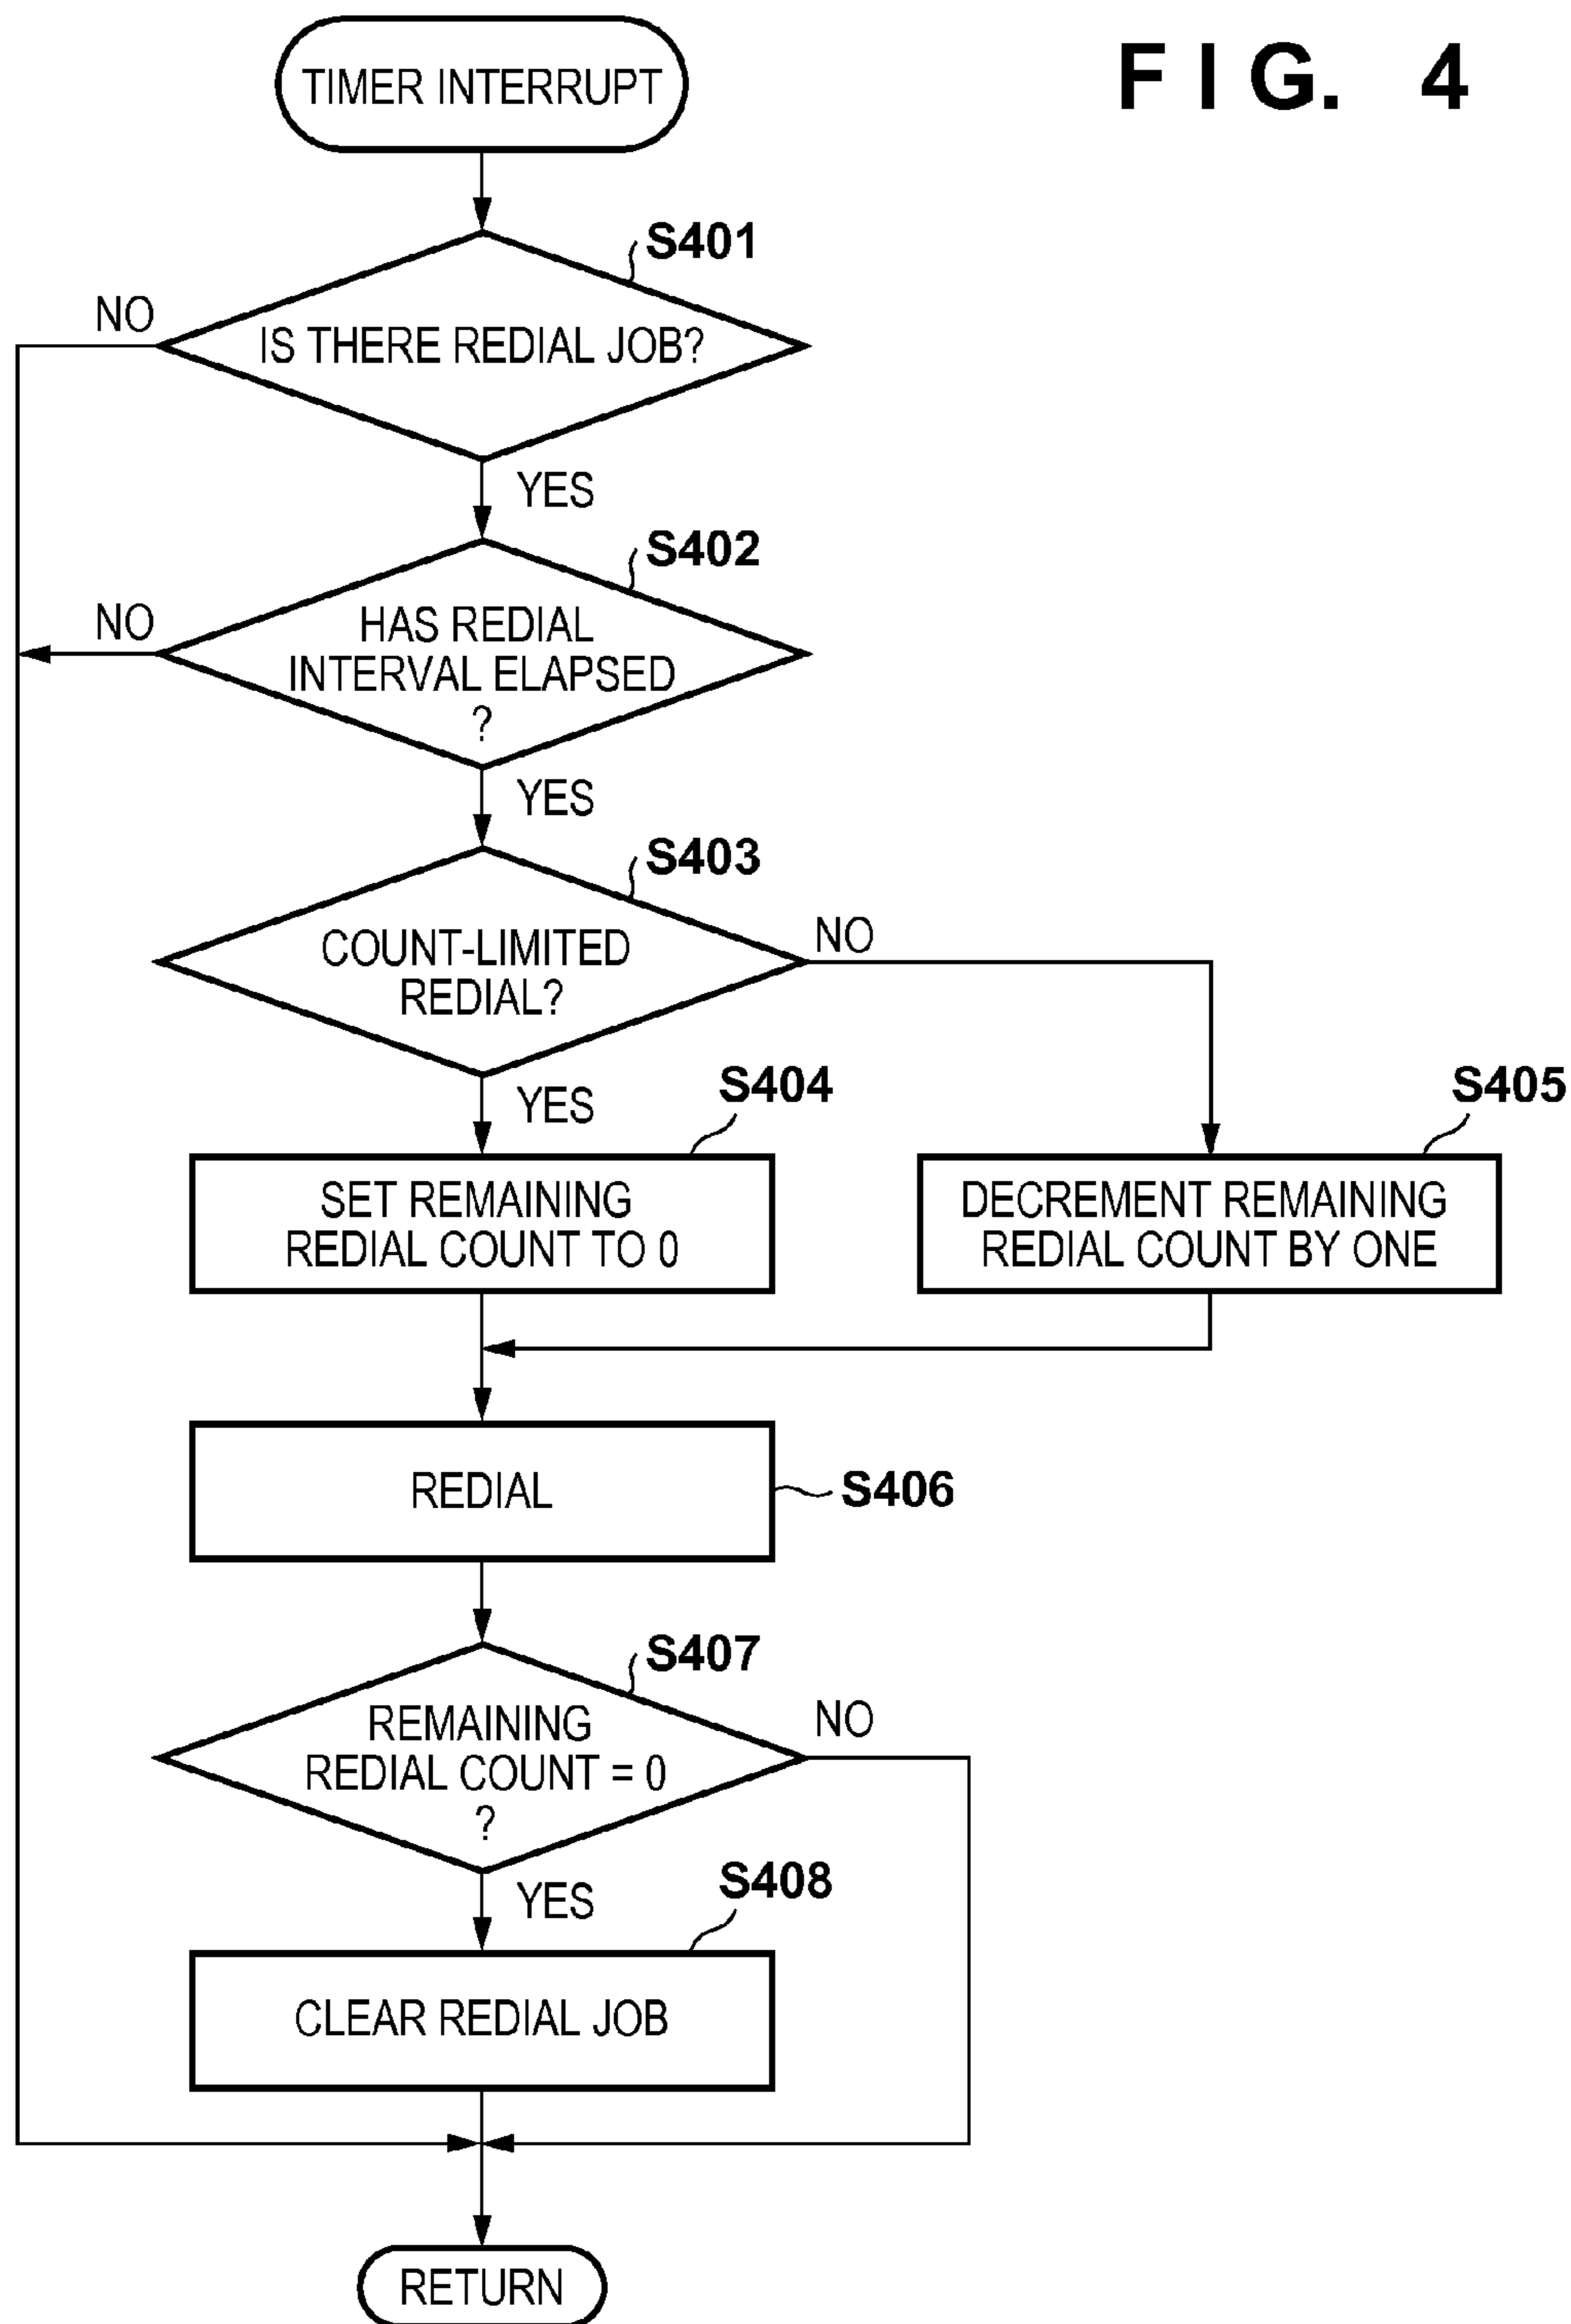 FIG. 4
TIMER INTERRUPT
S401
NO
IS THERE REDIAL JOB?
YES
S402
NO
HAS REDIAL
INTERVAL ELAPSED
?
YES
S403
NO
COUNT-LIMITED
REDIAL?
YES
S404
S405
SET REMAINING
REDIAL COUNT TO 0
DECREMENT REMAINING
REDIAL COUNT BY ONE
REDIAL
S406
S407
NO
REMAINING
REDIAL COUNT = 0
?
YES
S408
CLEAR REDIAL JOB
RETURN